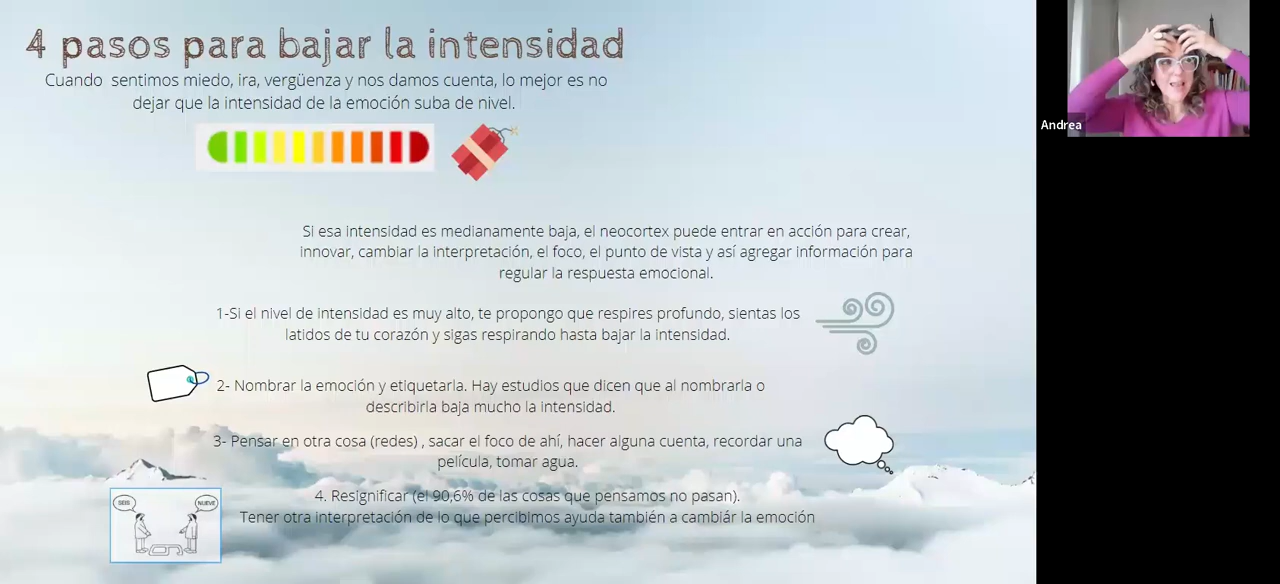 4 pasos para bajar la intensidad
Cuando sentimos miedo, ira, vergüenza y nos damos cuenta, lo mejor es no
dejar que la intensidad de la emoción suba de nivel.
Andrea
Si esa intensidad es medianamente baja, el neocortex puede entrar en acción para crear,
innovar, cambiar la interpretación, el foco, el punto de vista y así agregar información para
regular la respuesta emocional.
1-Si el nivel de intensidad es muy alto, te propongo que respires profundo, sientas los
latidos de tu corazón y sigas respirando hasta bajar la intensidad.
2- Nombrar la emoción y etiquetarla. Hay estudios que dicen que al nombrarla o
describirla baja mucho la intensidad.
3- Pensar en otra cosa (redes) , sacar el foco de ahí, hacer alguna cuenta, recordar una
película, tomar agua.
4. Resignificar (el 90,6% de las cosas que pensamos no pasan).
Tener otra interpretación de lo que percibimos ayuda también a cambiár la emoción
SEIS
NUEVE